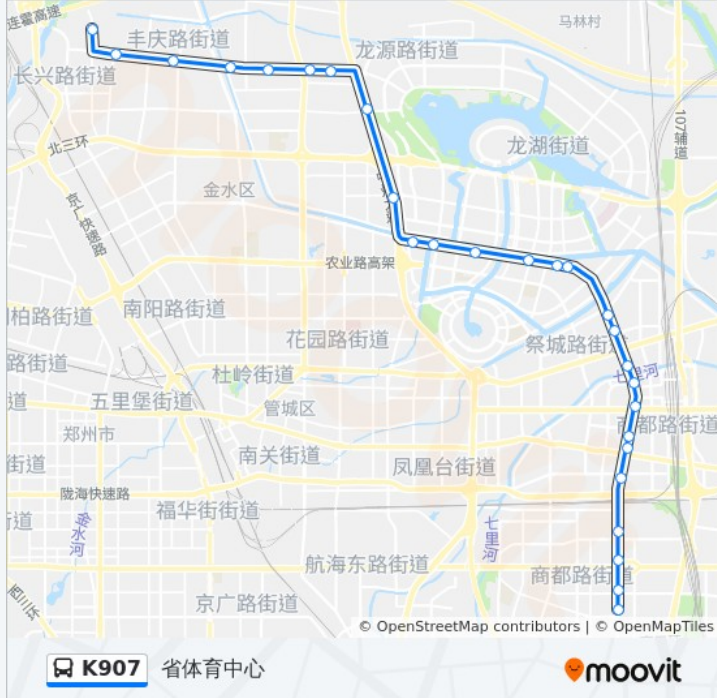 连霍高速
马林村
丰庆路街道
龙源路街道
长兴路街道
107辅道
北三环
龙湖街道
金水区
京广快速路
农业路高架
南阳路街道
花园路街道
祭城路街
杜岭街道
七里河
五里堡街道
管城区
都路街道
郑州市
南关街道
凤凰台街道
街道
陇海快速路
福华街街道
金水河
七里河
航海东路街道
商都路街道
西三环
京广路街道
© OpenStreetMap contributors | © OpenMapTiles
K907 省体育中心
moovit